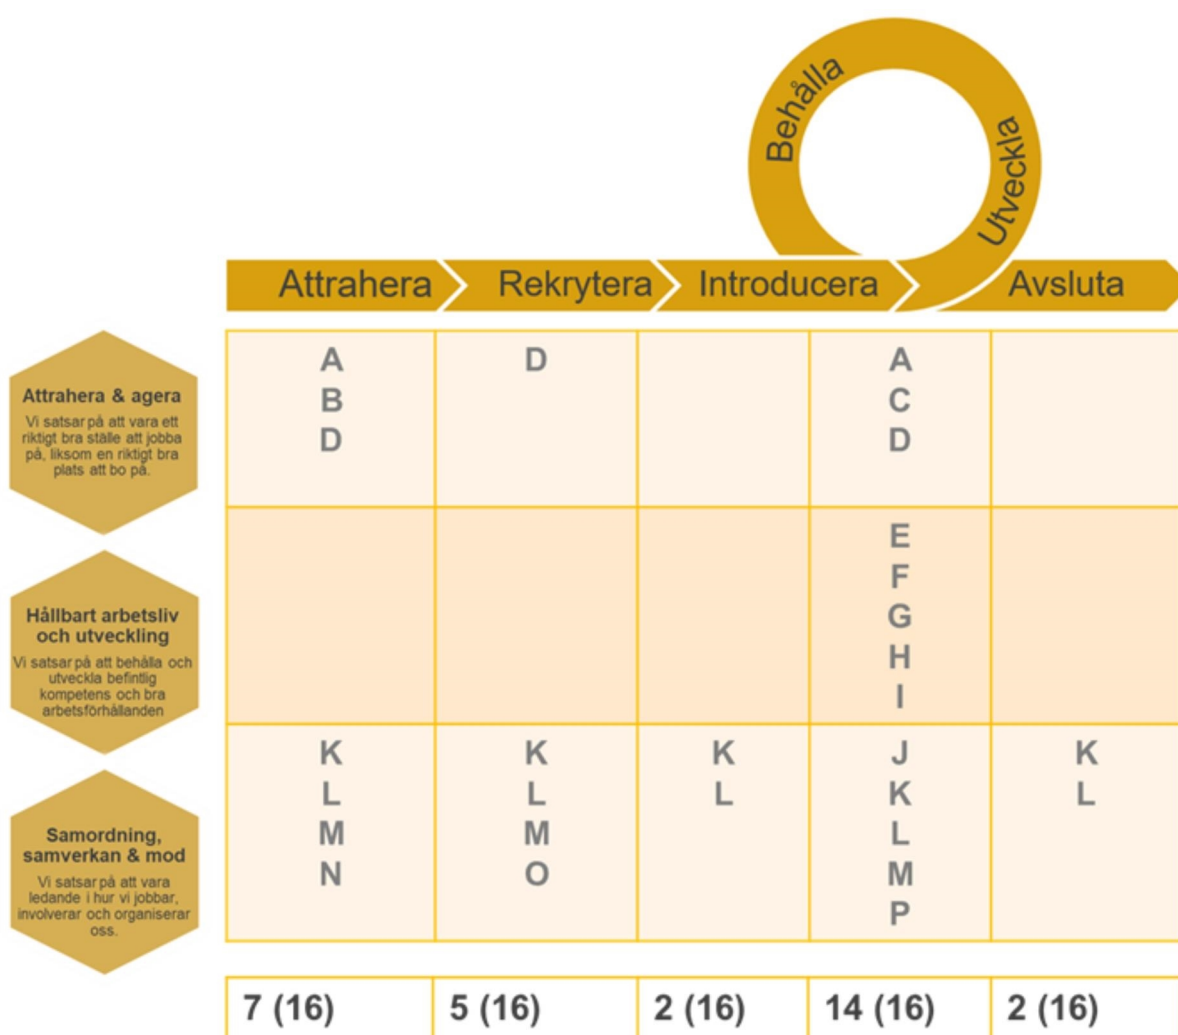 Behålla
Utveckla
Attrahera
Rekrytera
Introducera
Avsluta
Attrahera & agera
Vi satsar på att vara ett
riktigt bra ställe att jobba
på, liksom en riktigt bra
plats att bo på.
A
B
D
D
A
C
D
Hållbart arbetsliv
och utveckling
Vi satsar på att behålla och
utveckla befintlig
kompetens och bra
arbetsförhållanden
E
F
G
H
I
Samordning,
samverkan & mod
Vi satsar på att vara
ledande i hur vi jobbar,
involverar och organiserar
oss.
K
L
M
N
K
L
M
O
K
L
J
K
L
M
P
K
L
7 (16)
5 (16)
2 (16)
14 (16)
2 (16)